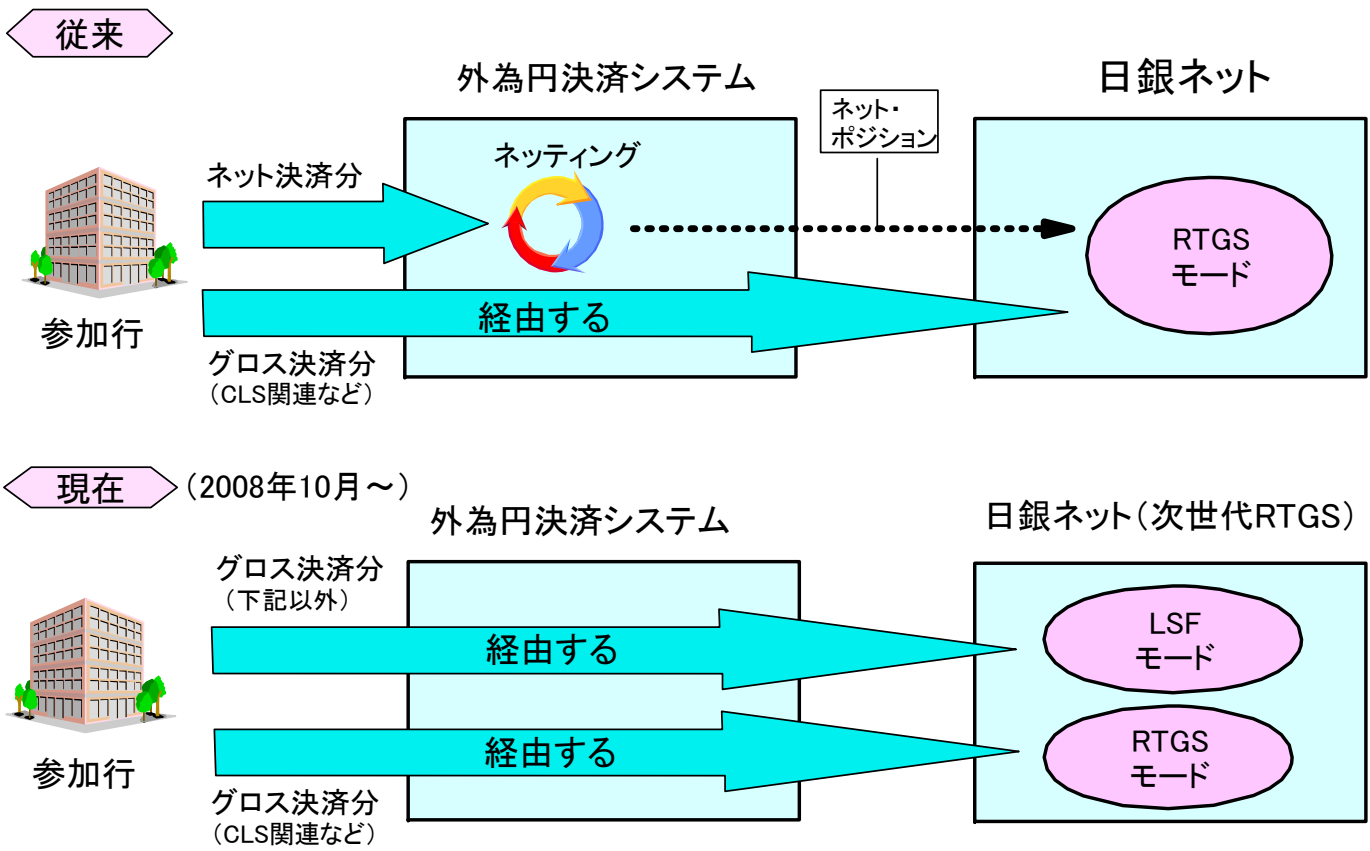 従来
外為円決済システム
日銀ネット
ネット・
ポジション
ネット決済分
ネッティング
RTGS
モード
参加行
経由する
グロス決済分
（CLS関連など）
現在
（2008年10月～）
外為円決済システム
日銀ネット（次世代RTGS）
グロス決済分
（下記以外）
経由する
LSF
モード
参加行
経由する
RTGS
モード
グロス決済分
（CLS関連など）